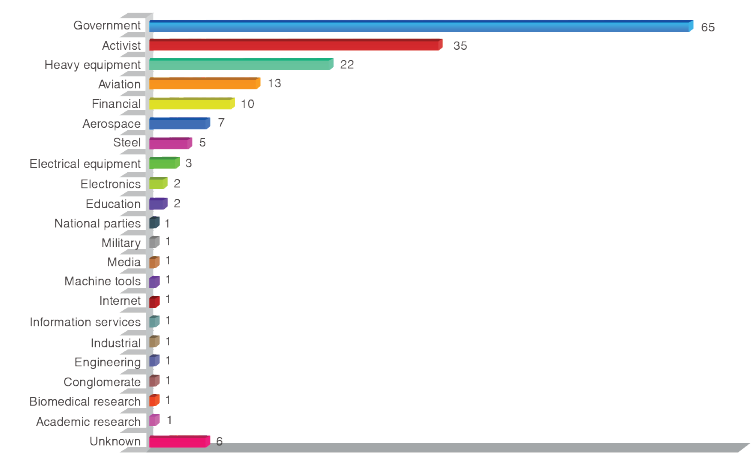 Government 65
Activist 35
Heavy equipment 22
Aviation 13
Financial 10
Aerospace 7
Steel 5
Electrical equipment 3
Electronics 2
Education 2
National parties 1
Military 1
Media 1
Machine tools 1
Internet 1
Information services 1
Industrial 1
Engineering 1
Conglomerate 1
Biomedical research 1
Academic research 1
Unknown 6